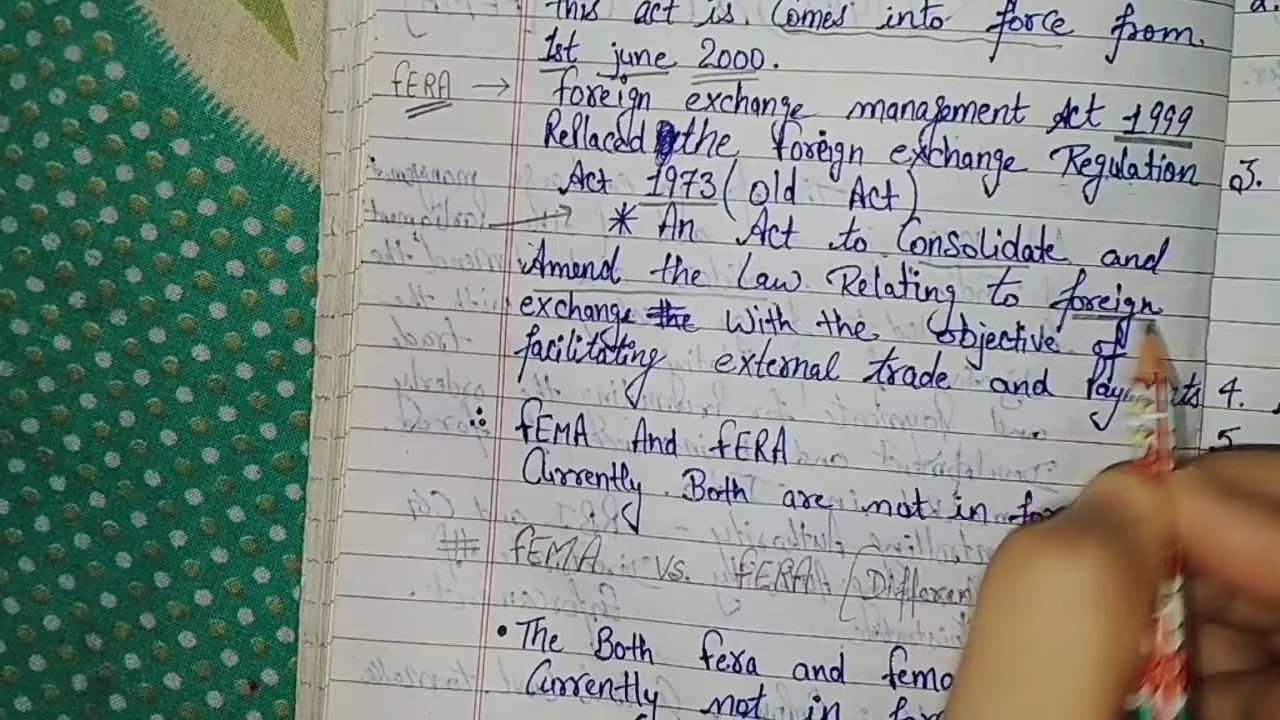 This act is comes into force from
1st june 2000.
fERA → foreign exchange management Act 1999
Replaced the foreign exchange Regulation
Act 1973 (old Act)
* An Act to Consolidate and
Amend the Law Relating to foreign
exchange the With the objective of
facilitating external trade and
∴ fEMA And fERA
Currently Both are not in
# fEMA vs. fERA
• The Both fera and
Currently not in
3.
4.
5.